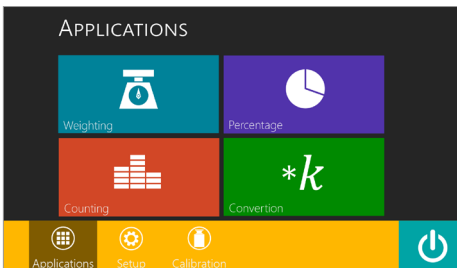 Applications
Weighting
Percentage
Counting
*k
Convertion
Applications
Setup
Calibration